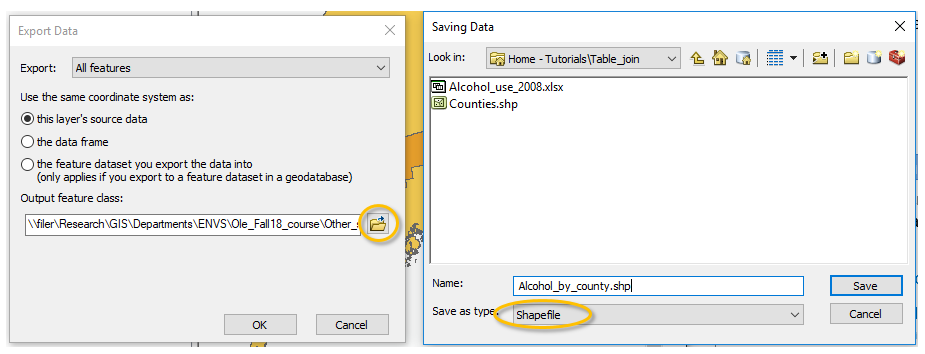 Export Data
Export: All features
Use the same coordinate system as:
this layer's source data
the data frame
the feature dataset you export the data into
(only applies if you export to a feature dataset in a geodatabase)
Output feature class:
\\filer\Research\GIS\Departments\ENVS\Ole_Fall18_course\Other_s
OK Cancel
Saving Data
Look in: Home - Tutorials\Table_join
Alcohol_use_2008.xlsx
Counties.shp
Name: Alcohol_by_county.shp Save
Save as type: Shapefile Cancel